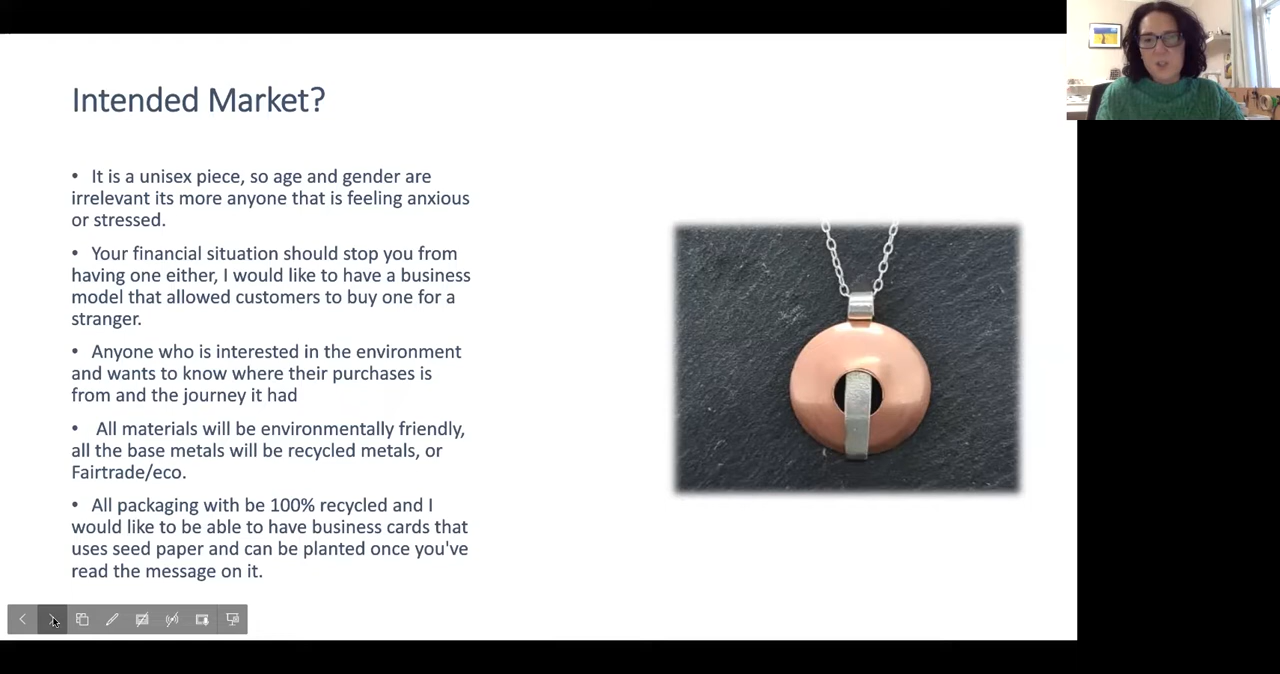 Intended Market?
• It is a unisex piece, so age and gender are
irrelevant its more anyone that is feeling anxious
or stressed.
• Your financial situation should stop you from
having one either, I would like to have a business
model that allowed customers to buy one for a
stranger.
• Anyone who is interested in the environment
and wants to know where their purchases is
from and the journey it had
• All materials will be environmentally friendly,
all the base metals will be recycled metals, or
Fairtrade/eco.
• All packaging with be 100% recycled and I
would like to be able to have business cards that
uses seed paper and can be planted once you've
read the message on it.